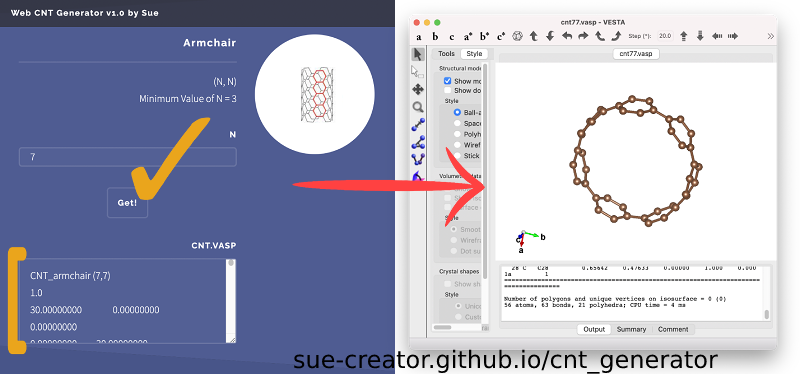 Web CNT Generator v1.0 by Sue
Armchair
(N, N)
Minimum Value of N = 3
N
7
Get!
CNT.VASP
CNT_armchair (7,7)
1.0
30.00000000 0.00000000
0.00000000
0.00000000 30.00000000
cnt77.vasp - VESTA
a b c a* b* c* Step (°): 20.0
Tools Style
cnt77.vasp
Structural mode
Show mo
Show do
Style
Ball-a
Space
Polyh
Wiref
Stick
Volumetric data
Style
Smoot
Wirefra
Dot su
Crystal shapes
Show sh
Style
Unico
Custo
c b
a
28 C C28 0.65642 0.47633 0.00000 1.000 0.000
1a 1
Number of polygons and unique vertices on isosurface = 0 (0)
56 atoms, 63 bonds, 21 polyhedra; CPU time = 4 ms
Output Summary Comment
sue-creator.github.io/cnt_generator